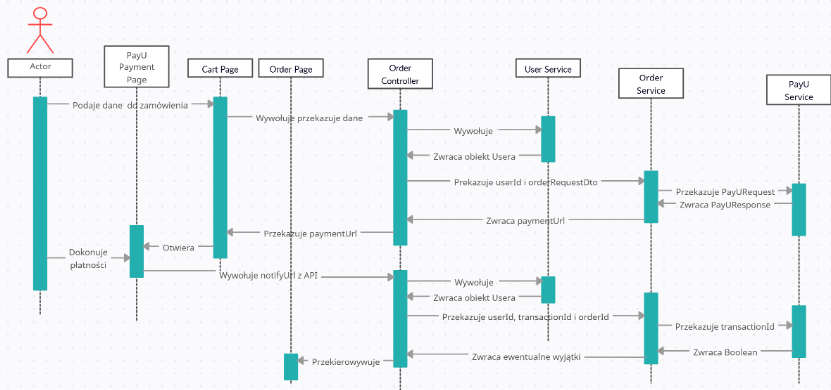 Actor
PayU
Payment
Page
Cart Page
Order Page
Order
Controller
User Service
Order
Service
PayU
Service
Podaje dane do zamówienia
Wywołuje przekazuje dane
Wywołuje
Zwraca obiekt Usera
Prekazuje userId i orderRequestDto
Przekazuje PayURequest
Zwraca PayUResponse
Zwraca paymentUrl
Przekazuje paymentUrl
Otwiera
Dokonuje
płatności
Wywołuje notifyUrl z API
Wywołuje
Zwraca obiekt Usera
Przekazuje userId, transactionId i orderId
Przekazuje transactionId
Zwraca Boolean
Zwraca ewentualne wyjątki
Przekierowywuje